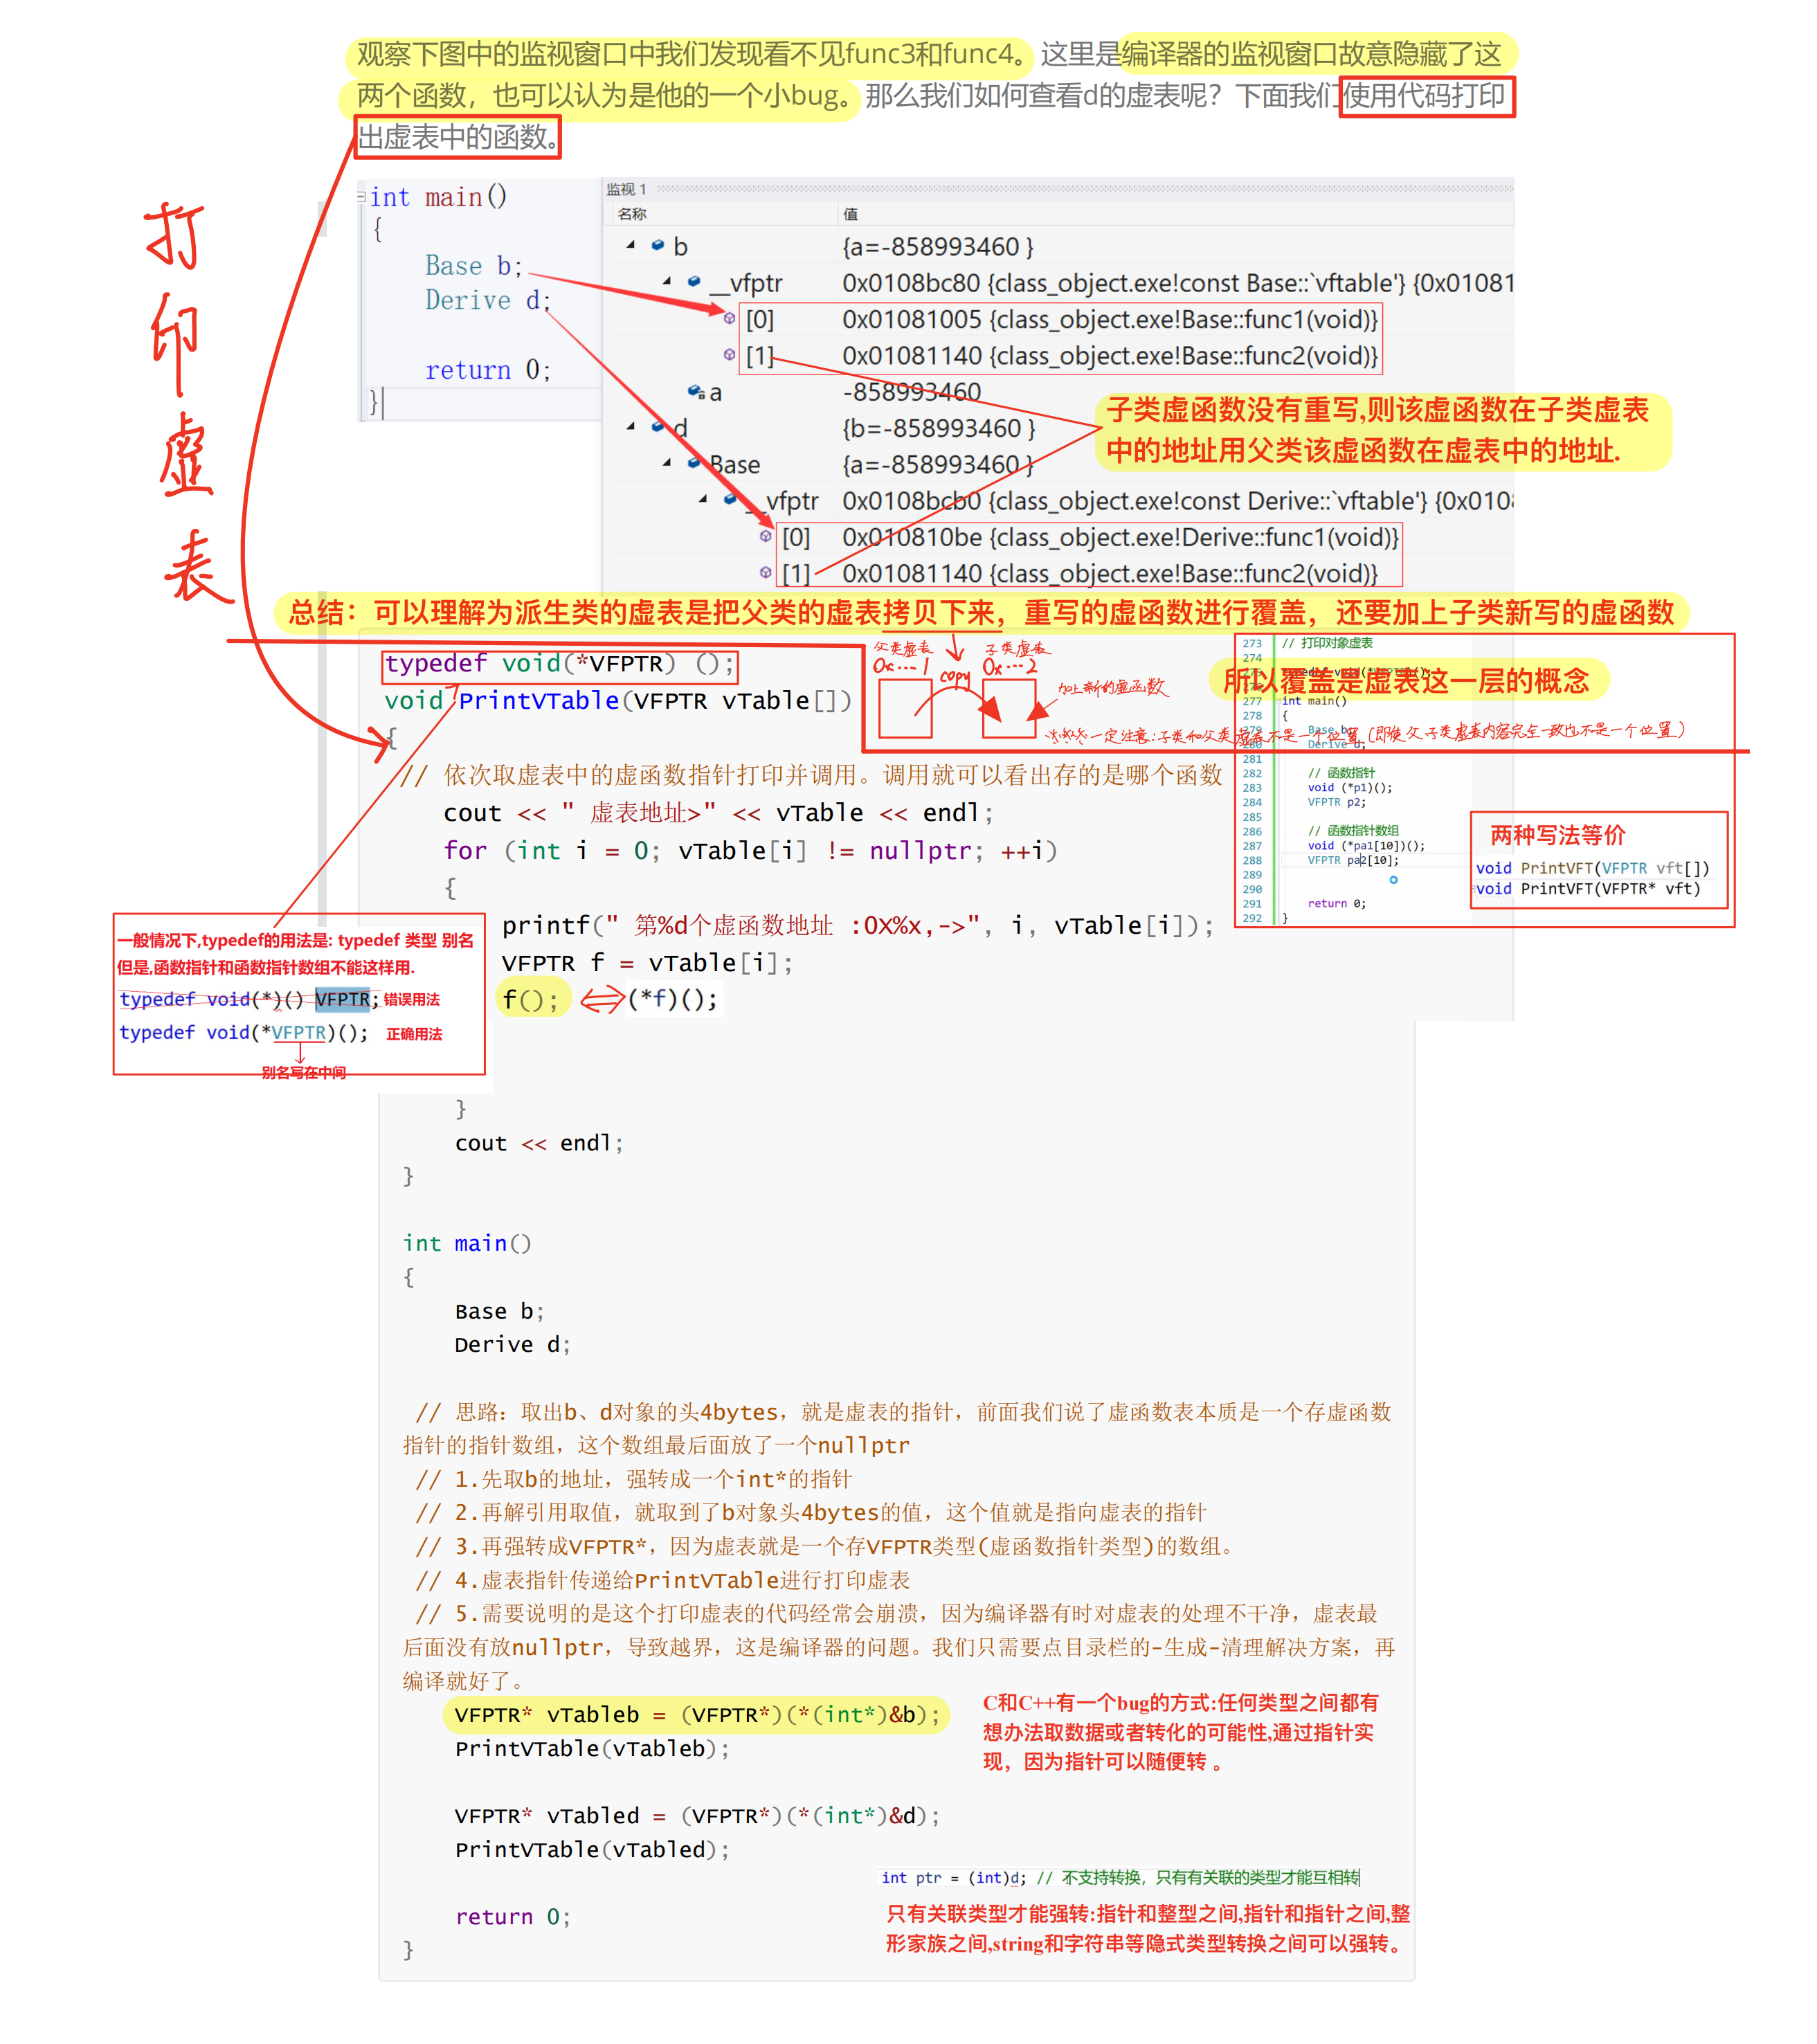 观察下图中的监视窗口中我们发现看不见func3和func4。这里是编译器的监视窗口故意隐藏了这
两个函数，也可以认为是他的一个小bug。那么我们如何查看d的虚表呢？下面我们使用代码打印
出虚表中的函数。
打印虚表
int main()
{
Base b;
Derive d;
return 0;
}
监视 1
名称 值
b {a=-858993460 }
__vfptr 0x0108bc80 {class_object.exe!const Base::`vftable'} {0x01081
[0] 0x01081005 {class_object.exe!Base::func1(void)}
[1] 0x01081140 {class_object.exe!Base::func2(void)}
a -858993460
d {b=-858993460 }
Base {a=-858993460 }
__vfptr 0x0108bcb0 {class_object.exe!const Derive::`vftable'} {0x010
[0] 0x010810be {class_object.exe!Derive::func1(void)}
[1] 0x01081140 {class_object.exe!Base::func2(void)}
子类虚函数没有重写,则该虚函数在子类虚表
中的地址用父类该虚函数在虚表中的地址.
总结：可以理解为派生类的虚表是把父类的虚表拷贝下来，重写的虚函数进行覆盖，还要加上子类新写的虚函数
父类虚表 子类虚表
0x…1 copy 0x…2
加上新的虚函数
所以覆盖是虚表这一层的概念
※※※一定注意:子类和父类虚表不是一个位置(即使父子类虚表内容完全一致也不是一个位置)
typedef void(*VFPTR) ();
void PrintVTable(VFPTR vTable[])
{
// 依次取虚表中的虚函数指针打印并调用。调用就可以看出存的是哪个函数
cout << " 虚表地址>" << vTable << endl;
for (int i = 0; vTable[i] != nullptr; ++i)
{
printf(" 第%d个虚函数地址 :0X%x,->", i, vTable[i]);
VFPTR f = vTable[i];
f(); ⟺ (*f)();
}
cout << endl;
}
273 // 打印对象虚表
274
277 int main()
278 {
279 Base b;
280 Derive d;
281
282 // 函数指针
283 void (*p1)();
284 VFPTR p2;
285
286 // 函数指针数组
287 void (*pa1[10])();
288 VFPTR pa2[10];
289
290
291 return 0;
292 }
两种写法等价
void PrintVFT(VFPTR vft[])
void PrintVFT(VFPTR* vft)
一般情况下,typedef的用法是: typedef 类型 别名
但是,函数指针和函数指针数组不能这样用.
typedef void(*)() VFPTR; 错误用法
typedef void(*VFPTR)(); 正确用法
别名写在中间
int main()
{
Base b;
Derive d;
// 思路：取出b、d对象的头4bytes，就是虚表的指针，前面我们说了虚函数表本质是一个存虚函数
指针的指针数组，这个数组最后面放了一个nullptr
// 1.先取b的地址，强转成一个int*的指针
// 2.再解引用取值，就取到了b对象头4bytes的值，这个值就是指向虚表的指针
// 3.再强转成VFPTR*，因为虚表就是一个存VFPTR类型(虚函数指针类型)的数组。
// 4.虚表指针传递给PrintVTable进行打印虚表
// 5.需要说明的是这个打印虚表的代码经常会崩溃，因为编译器有时对虚表的处理不干净，虚表最
后面没有放nullptr，导致越界，这是编译器的问题。我们只需要点目录栏的-生成-清理解决方案，再
编译就好了。
VFPTR* vTableb = (VFPTR*)(*(int*)&b);
PrintVTable(vTableb);
C和C++有一个bug的方式:任何类型之间都有
想办法取数据或者转化的可能性,通过指针实
现，因为指针可以随便转 。
VFPTR* vTabled = (VFPTR*)(*(int*)&d);
PrintVTable(vTabled);
int ptr = (int)d; // 不支持转换，只有有关联的类型才能互相转
只有关联类型才能强转:指针和整型之间,指针和指针之间,整
形家族之间,string和字符串等隐式类型转换之间可以强转。
return 0;
}